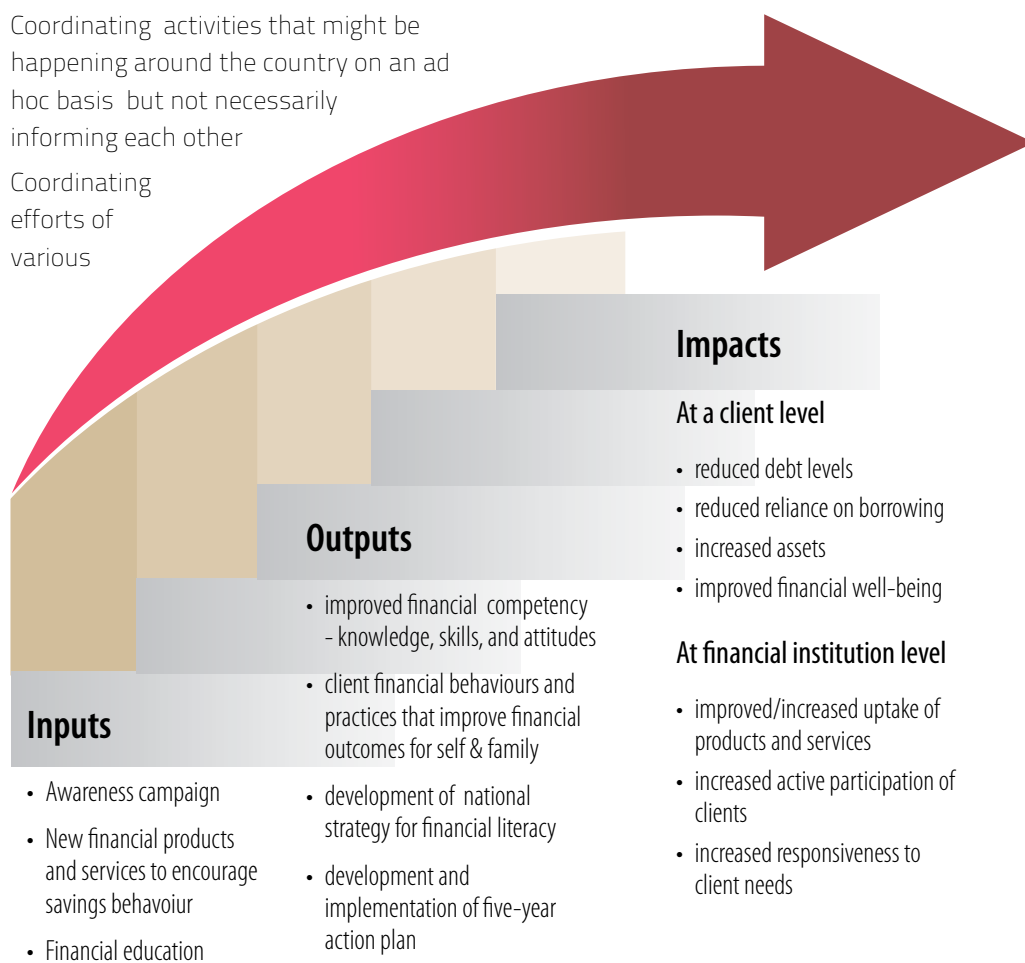 Coordinating activities that might be
happening around the country on an ad
hoc basis but not necessarily
informing each other
Coordinating
efforts of
various
Inputs
• Awareness campaign
• New financial products
and services to encourage
savings behavoiur
• Financial education
Outputs
• improved financial competency
- knowledge, skills, and attitudes
• client financial behaviours and
practices that improve financial
outcomes for self & family
• development of national
strategy for financial literacy
• development and
implementation of five-year
action plan
Impacts
At a client level
• reduced debt levels
• reduced reliance on borrowing
• increased assets
• improved financial well-being
At financial institution level
• improved/increased uptake of
products and services
• increased active participation of
clients
• increased responsiveness to
client needs